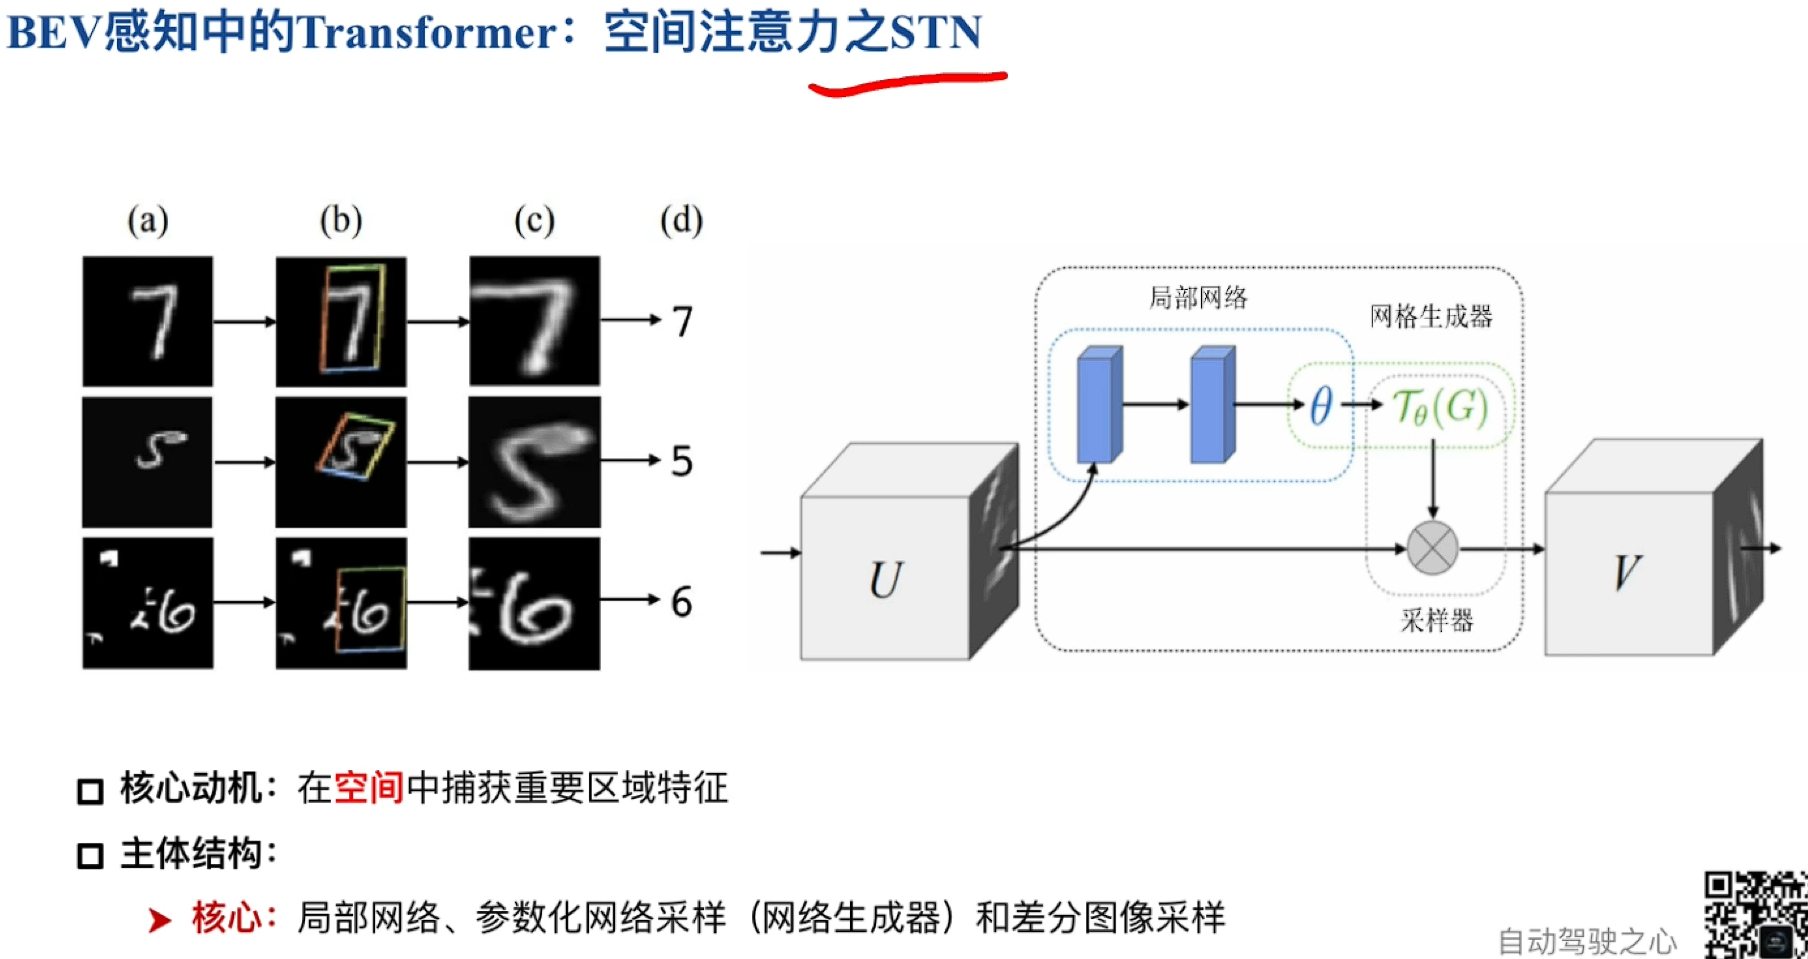 BEV感知中的Transformer：空间注意力之STN
(a) (b) (c) (d)
7
5
6
局部网络
网格生成器
θ
𝒯θ(G)
U
V
采样器
核心动机：在空间中捕获重要区域特征
主体结构：
核心：局部网络、参数化网络采样（网络生成器）和差分图像采样
自动驾驶之心